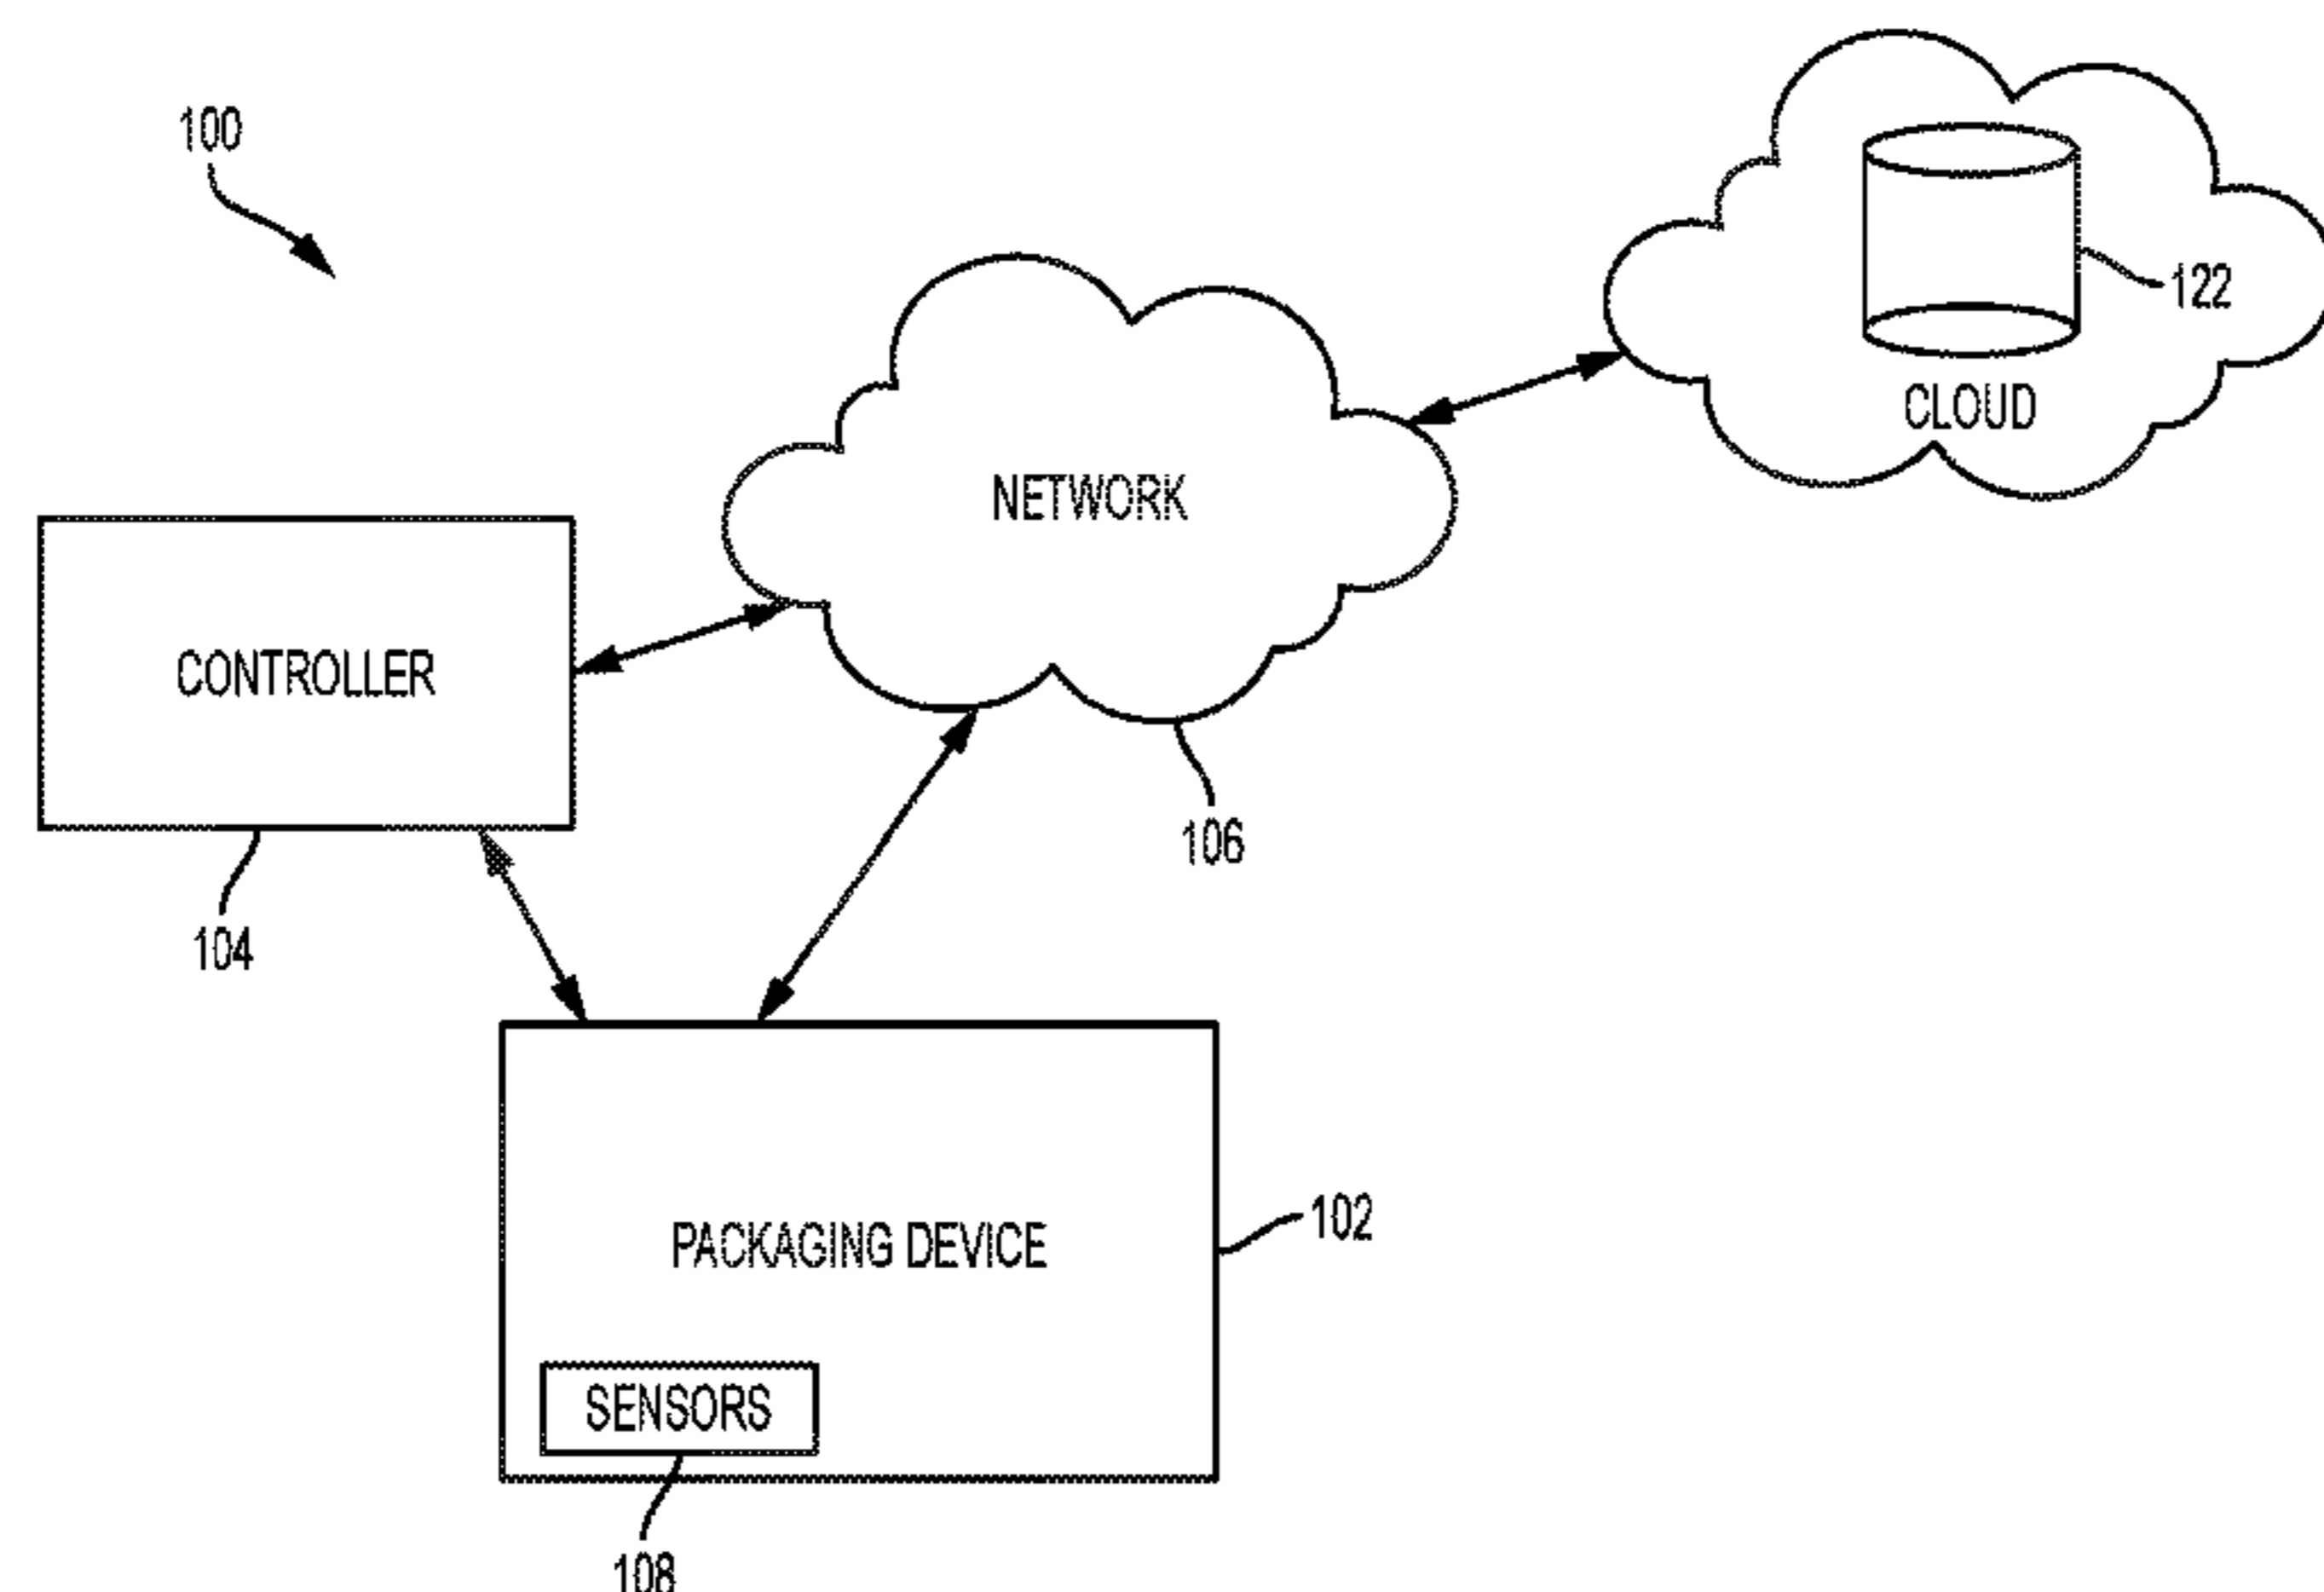 100
122
CLOUD
NETWORK
CONTROLLER
106
104
102
PACKAGING DEVICE
SENSORS
108